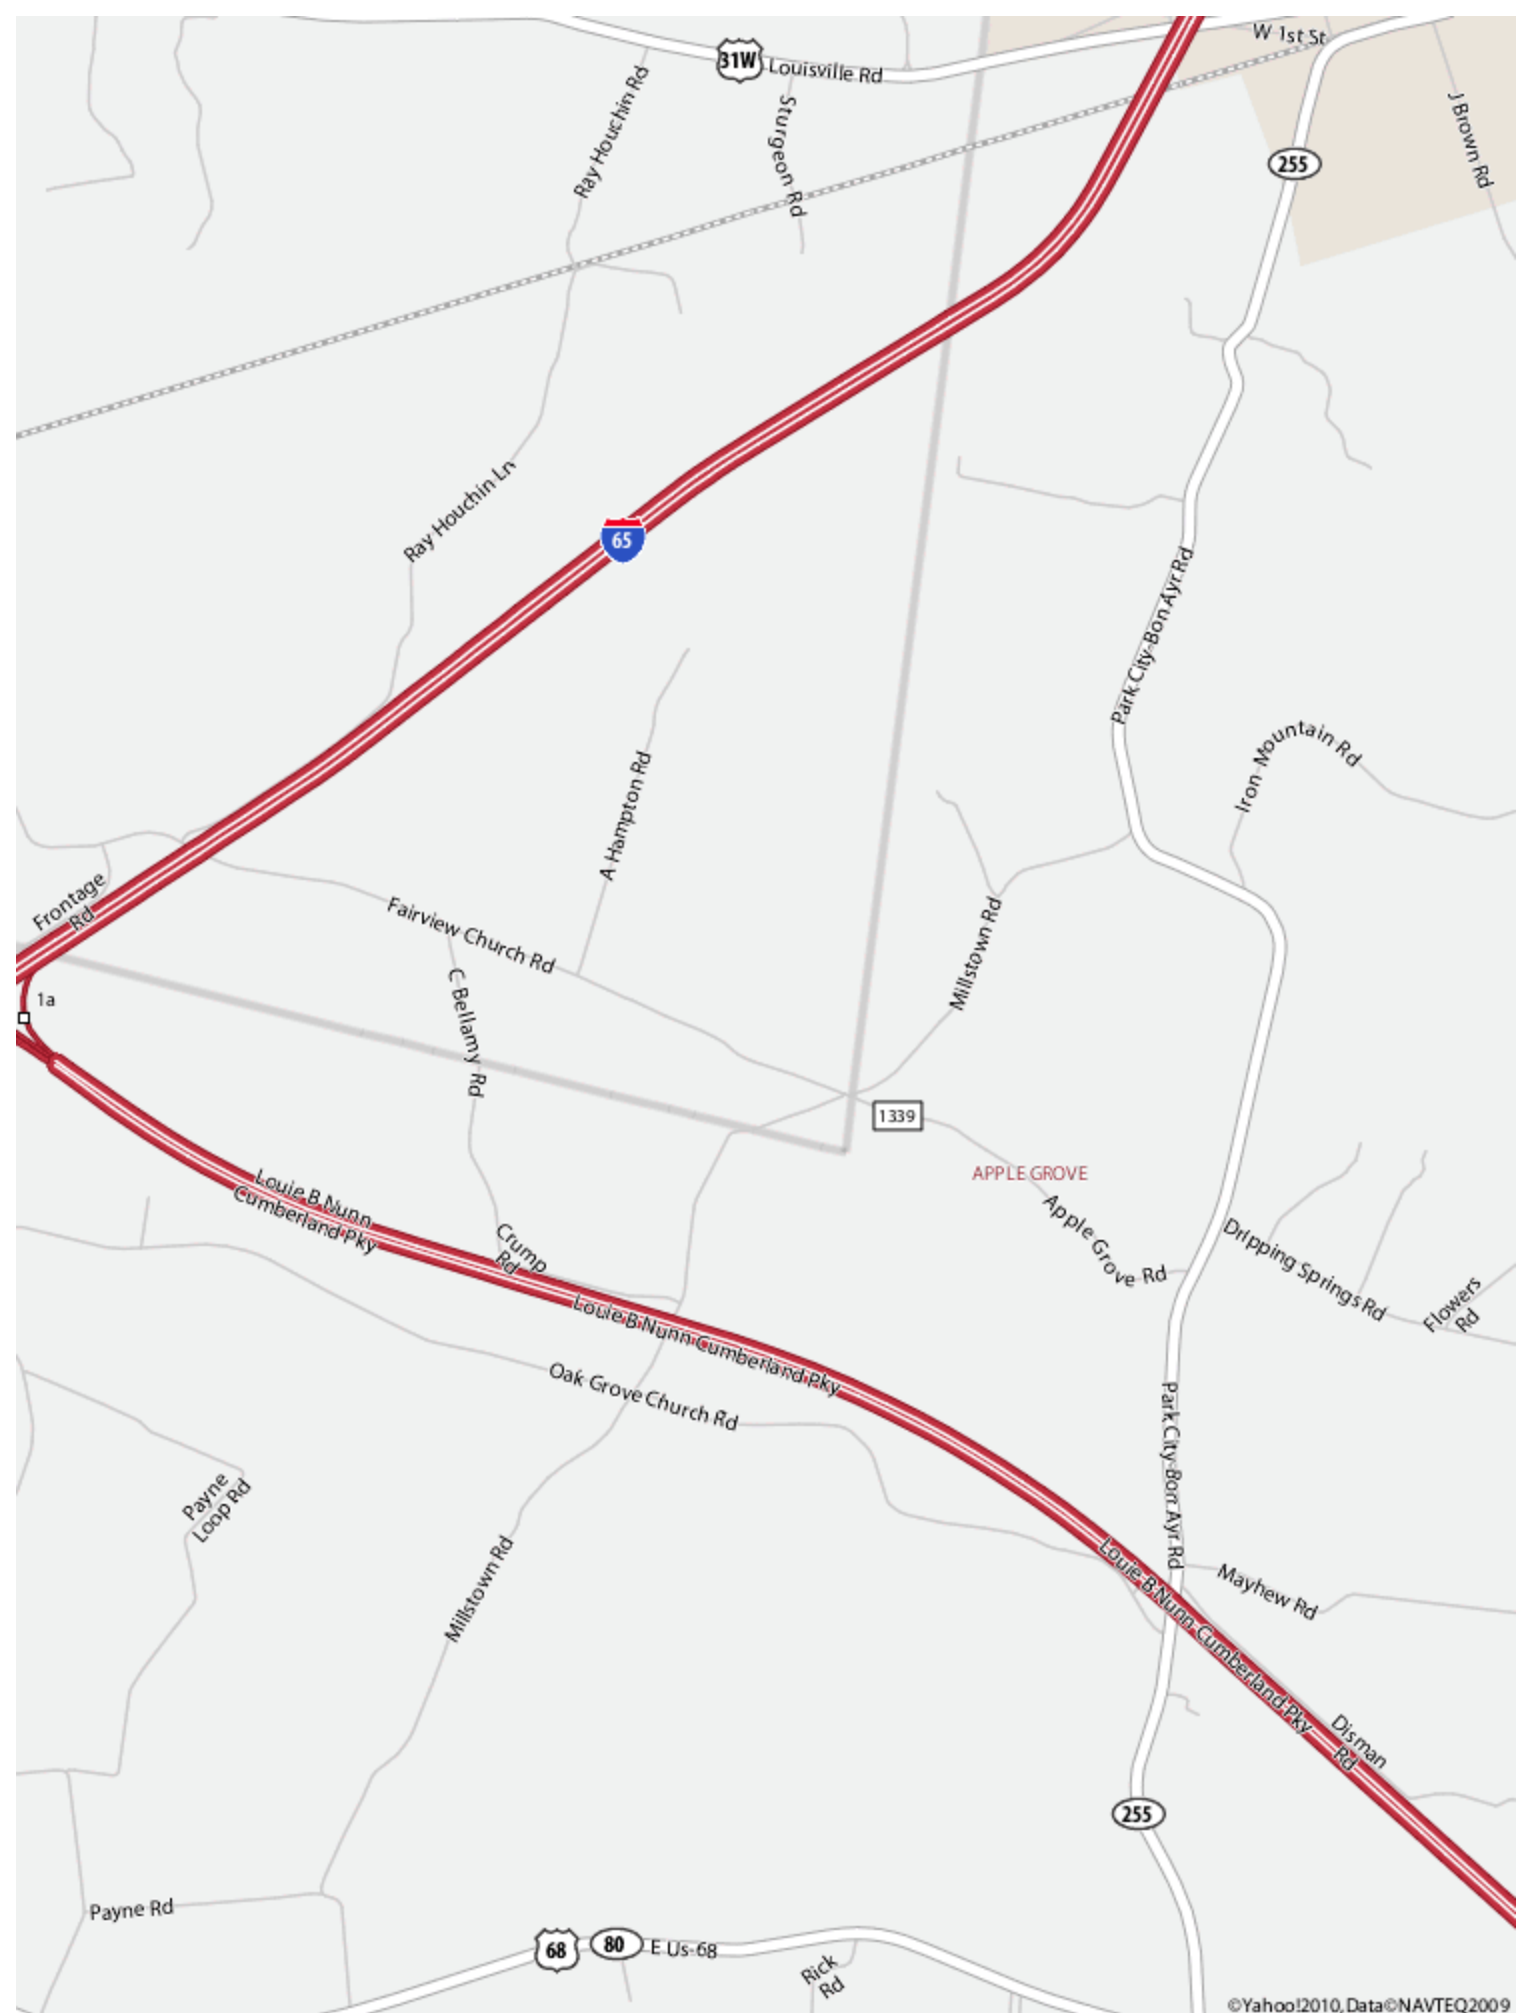 W 1st St
31W
Louisville Rd
Ray Houchin Rd
Sturgeon Rd
J Brown Rd
255
Ray Houchin Ln
65
Park City-Bon Ayr Rd
Iron Mountain Rd
A Hampton Rd
Frontage
Rd
Fairview Church Rd
Millstown Rd
C Bellamy Rd
1a
1339
APPLE GROVE
Louie B Nunn
Cumberland Pky
Crump
Rd
Apple Grove Rd
Dripping Springs Rd
Flowers
Rd
Louie B Nunn Cumberland Pky
Oak Grove Church Rd
Park City-Bon Ayr Rd
Payne
Loop Rd
Millstown Rd
Louie B Nunn Cumberland Pky
Mayhew Rd
Disman
Rd
255
Payne Rd
68
80
E Us-68
Rick
Rd
©Yahoo!2010,Data©NAVTEQ2009